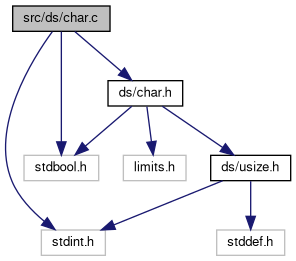 src/ds/char.c
ds/char.h
stdbool.h
limits.h
ds/usize.h
stdint.h
stddef.h